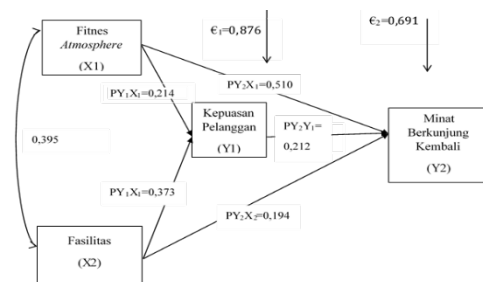 Fitnes
Atmosphere
(X1)
€₁=0,876
€₂=0,691
PY₁X₁=0,214
PY₂X₁=0,510
Kepuasan
Pelanggan
(Y1)
PY₂Y₁=
0,212
Minat
Berkunjung
Kembali
(Y2)
0,395
PY₁X₁=0,373
PY₂X₂=0,194
Fasilitas
(X2)